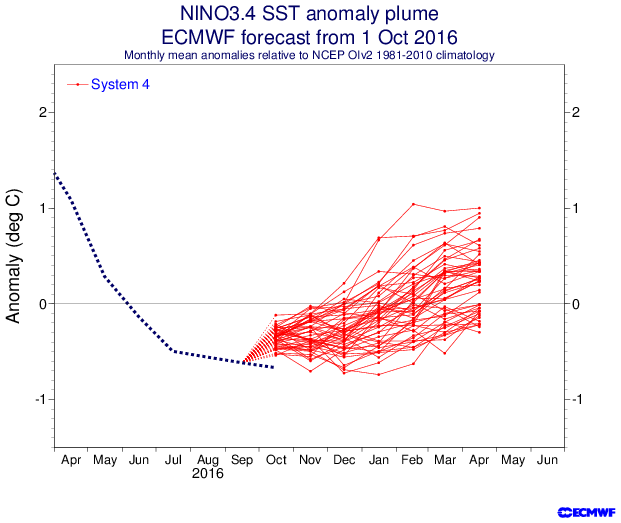 NINO3.4 SST anomaly plume
ECMWF forecast from 1 Oct 2016
Monthly mean anomalies relative to NCEP OIv2 1981-2010 climatology
System 4
Anomaly (deg C)
2 2
1 1
0 0
-1 -1
Apr May Jun Jul Aug Sep Oct Nov Dec Jan Feb Mar Apr May Jun
2016
ECMWF